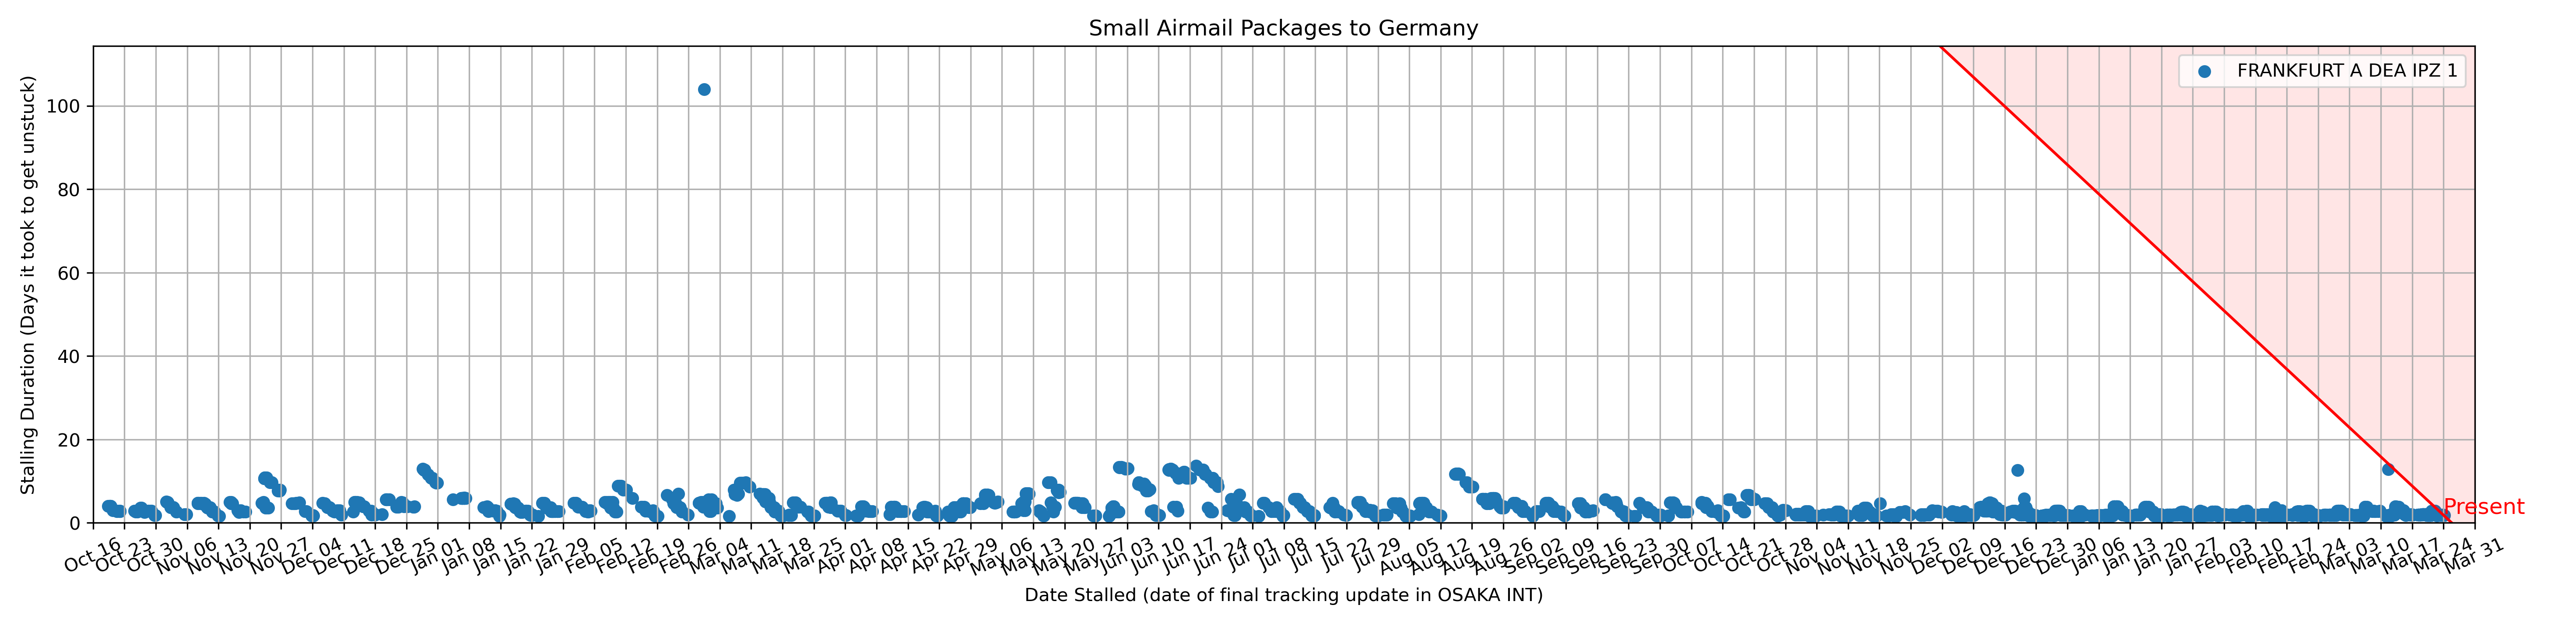 Small Airmail Packages to Germany
FRANKFURT A DEA IPZ 1
Stalling Duration (Days it took to get unstuck)
100
80
60
40
20
0
Present
Oct 16 Oct 23 Oct 30 Nov 06 Nov 13 Nov 20 Nov 27 Dec 04 Dec 11 Dec 18 Dec 25 Jan 01 Jan 08 Jan 15 Jan 22 Jan 29 Feb 05 Feb 12 Feb 19 Feb 26 Mar 04 Mar 11 Mar 18 Mar 25 Apr 01 Apr 08 Apr 15 Apr 22 Apr 29 May 06 May 13 May 20 May 27 Jun 03 Jun 10 Jun 17 Jun 24 Jul 01 Jul 08 Jul 15 Jul 22 Jul 29 Aug 05 Aug 12 Aug 19 Aug 26 Sep 02 Sep 09 Sep 16 Sep 23 Sep 30 Oct 07 Oct 14 Oct 21 Oct 28 Nov 04 Nov 11 Nov 18 Nov 25 Dec 02 Dec 09 Dec 16 Dec 23 Dec 30 Jan 06 Jan 13 Jan 20 Jan 27 Feb 03 Feb 10 Feb 17 Feb 24 Mar 03 Mar 10 Mar 17 Mar 24 Mar 31
Date Stalled (date of final tracking update in OSAKA INT)